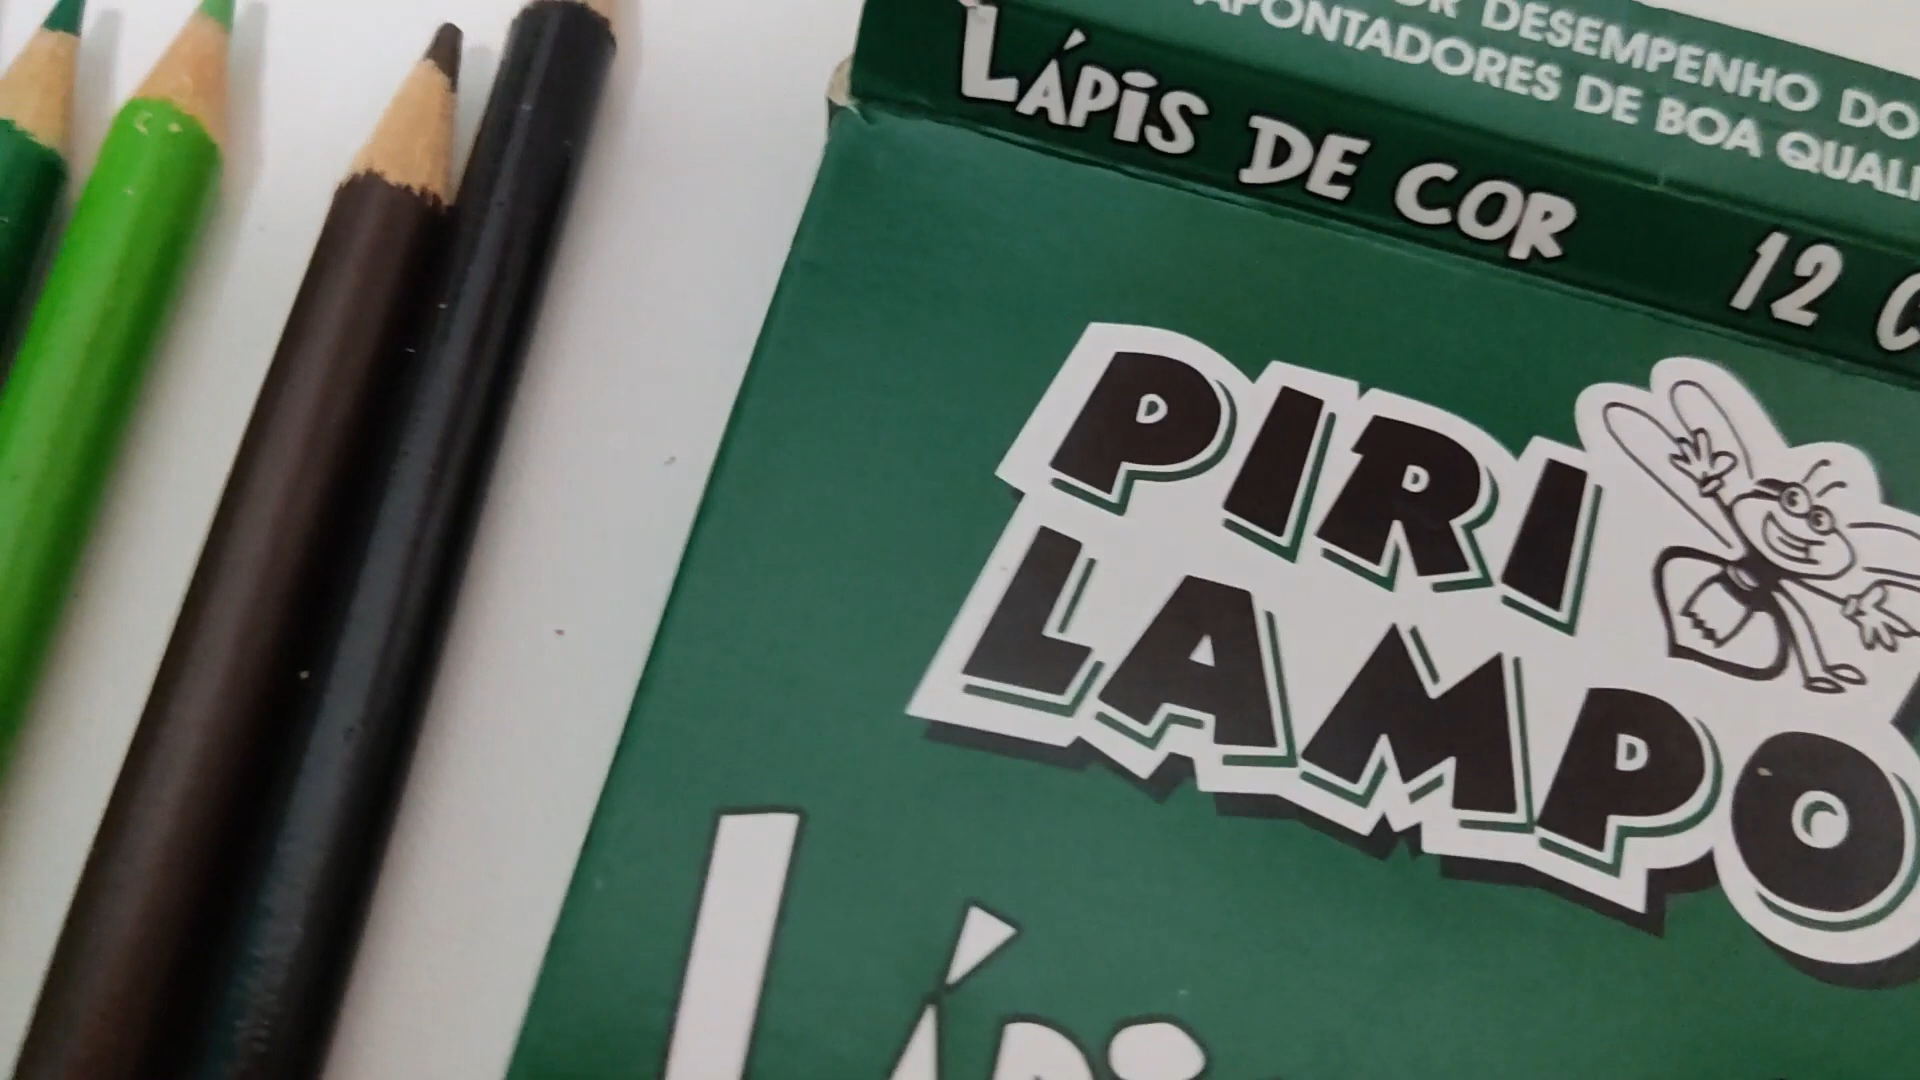 DESEMPENHO DO
APONTADORES DE BOA
LÁPIS DE COR 12
PIRI
LAMPO